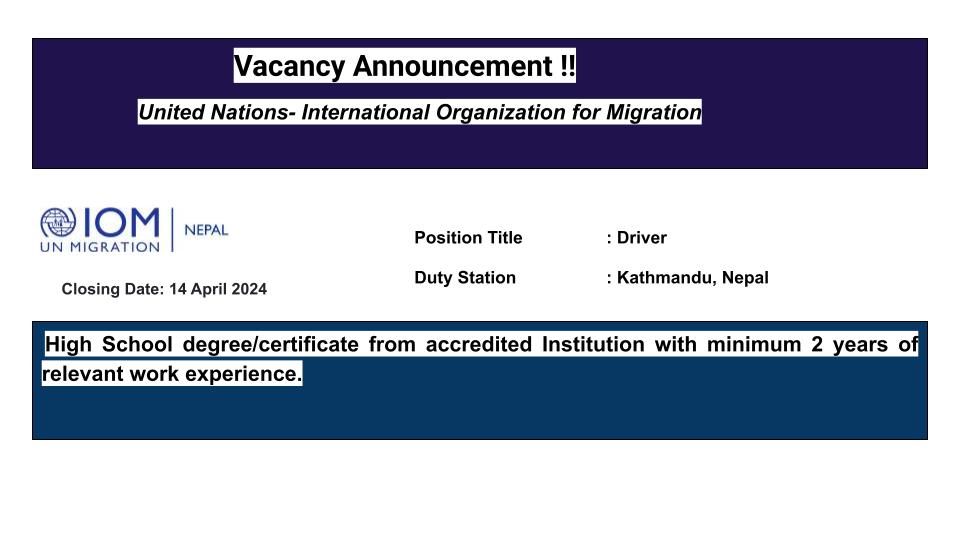 Vacancy Announcement !!
United Nations- International Organization for Migration
IOM
NEPAL
UN MIGRATION
Position Title : Driver
Duty Station : Kathmandu, Nepal
Closing Date: 14 April 2024
High School degree/certificate from accredited Institution with minimum 2 years of
relevant work experience.